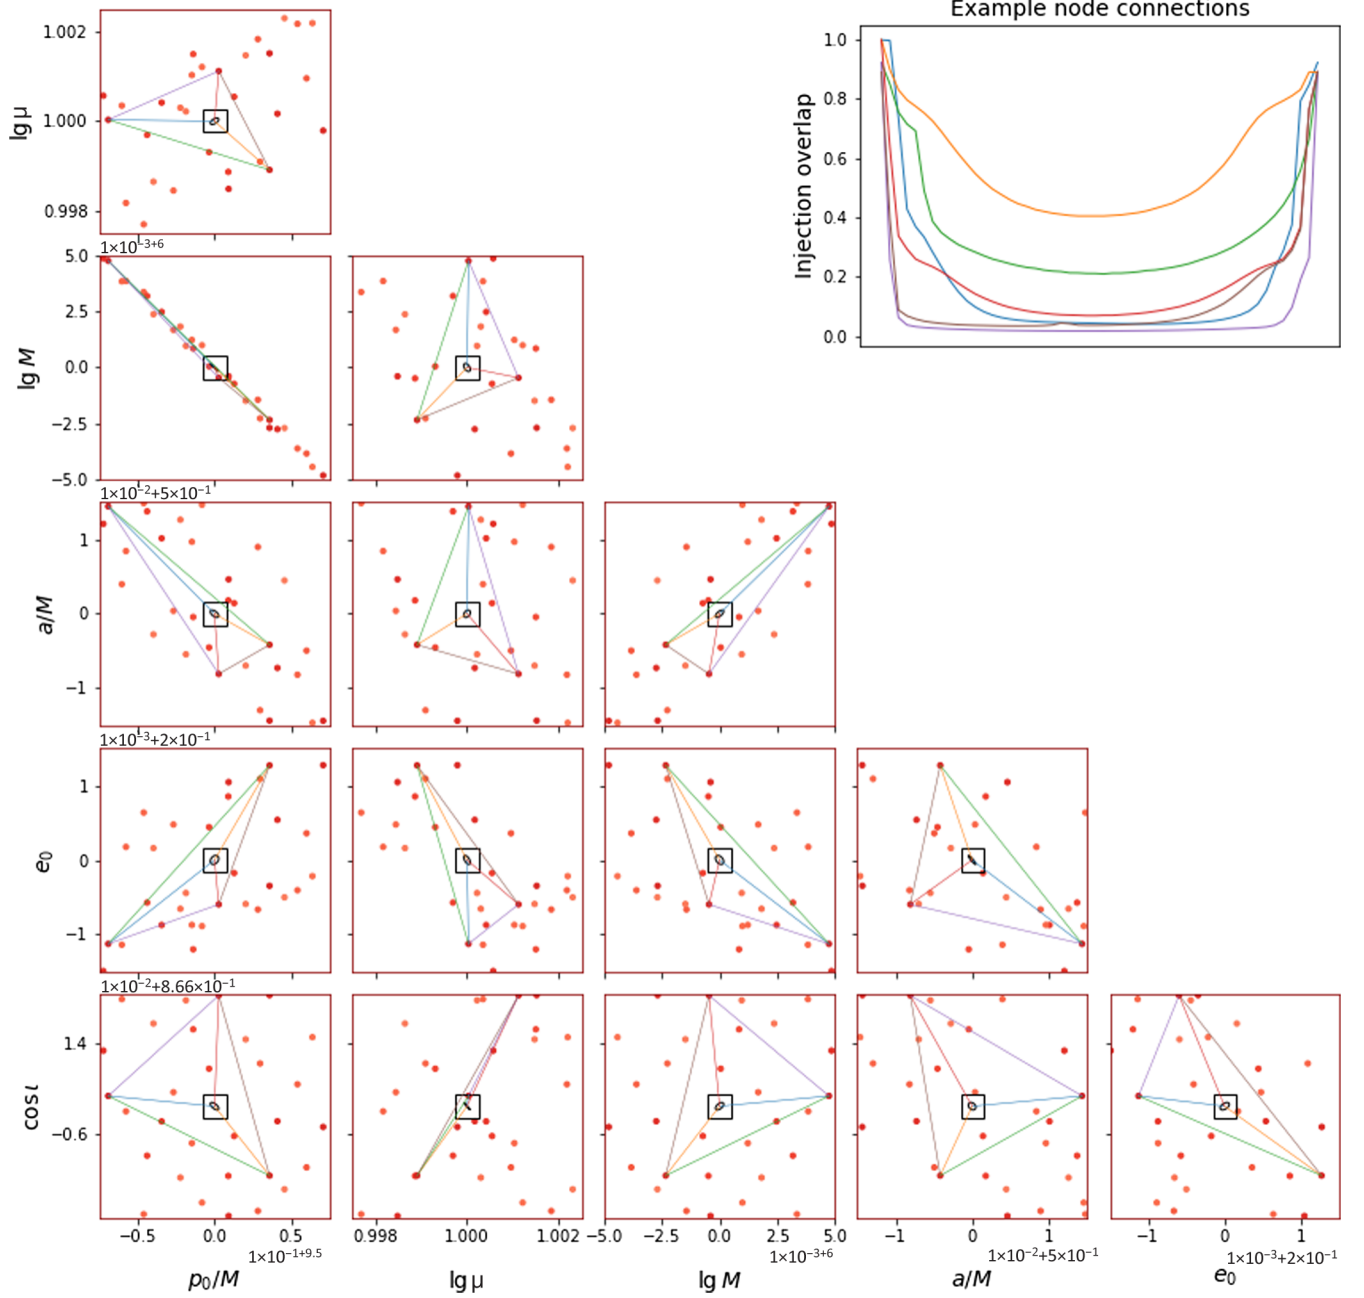 Example node connections
Injection overlap
1.0
0.8
0.6
0.4
0.2
0.0
lg μ
1.002
1.000
0.998
1×10⁻³+6
lg M
5.0
2.5
0.0
−2.5
−5.0
1×10⁻²+5×10⁻¹
a/M
1
0
−1
1×10⁻³+2×10⁻¹
e₀
1
0
−1
1×10⁻²+8.66×10⁻¹
cos ι
1.4
−0.6
−0.5 0.0 0.5 0.998 1.000 1.002 −5.0 −2.5 0.0 2.5 5.0 −1 0 1 −1 0 1
1×10⁻¹+9.5 1×10⁻³+6 1×10⁻²+5×10⁻¹ 1×10⁻³+2×10⁻¹
p₀/M lg μ lg M a/M e₀